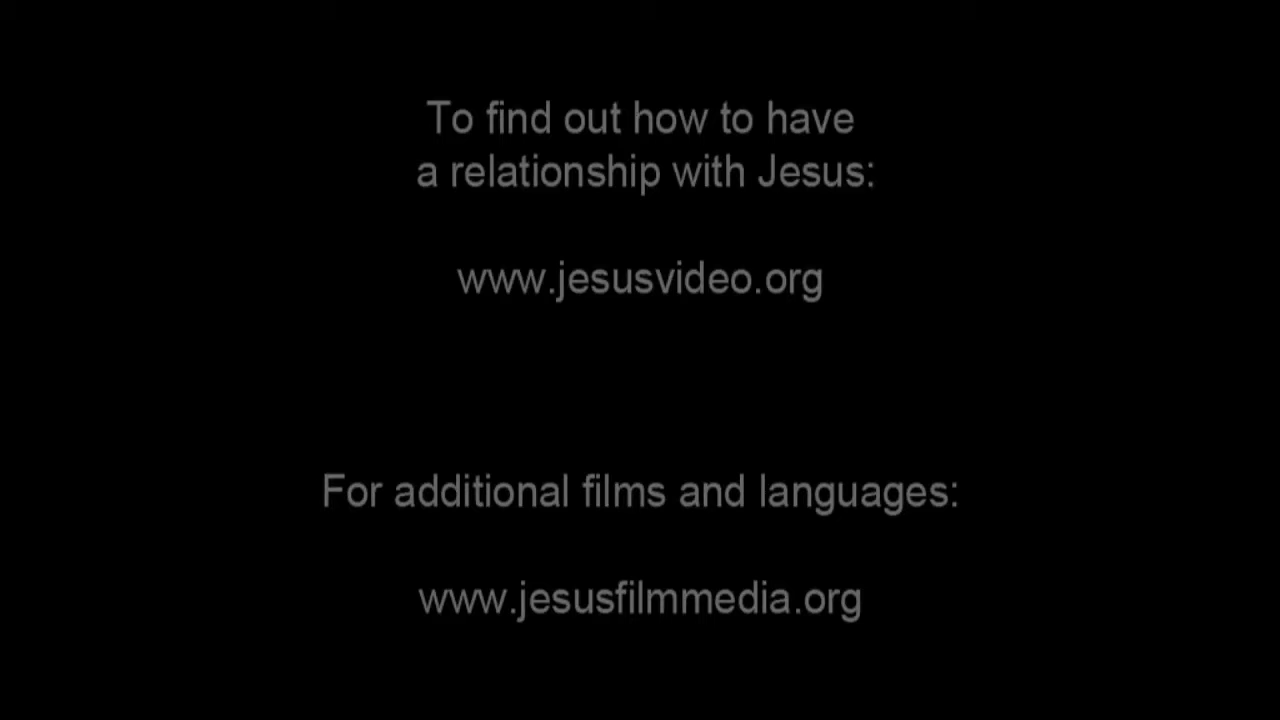 To find out how to have
a relationship with Jesus:
www.jesusvideo.org
For additional films and languages:
www.jesusfilmmedia.org